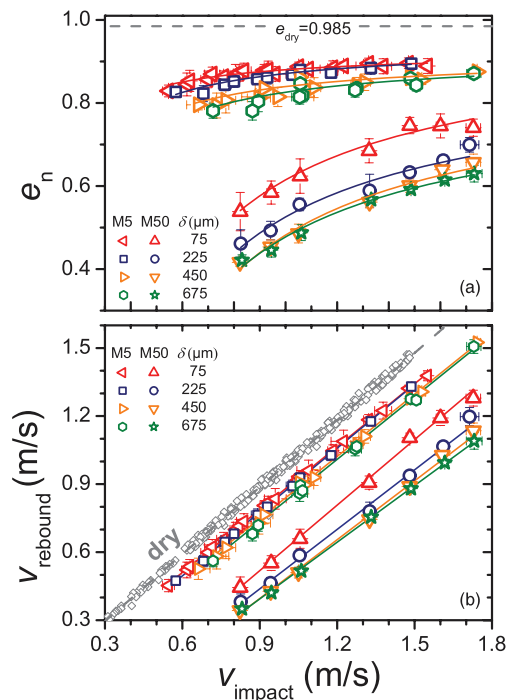 1.0
e_dry=0.985
0.8
e_n
0.6
M5 M50 δ(μm)
75
225
450
675
0.4
(a)
1.5
M5 M50 δ(μm)
75
225
450
675
1.2
v_rebound (m/s)
0.9
dry
0.6
0.3
(b)
0.3 0.6 0.9 1.2 1.5 1.8
v_impact (m/s)